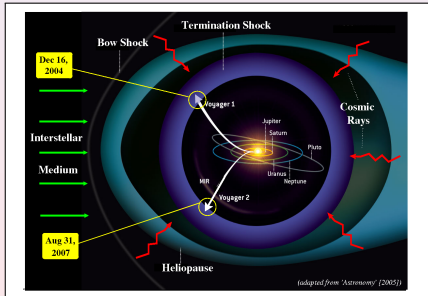 Termination Shock
Bow Shock
Dec 16,
2004
Voyager 1
Jupiter
Saturn
Cosmic
Rays
Pluto
Interstellar
Medium
Uranus
Neptune
MIR
Voyager 2
Aug 31,
2007
Heliopause
(adapted from 'Astronomy' [2005])